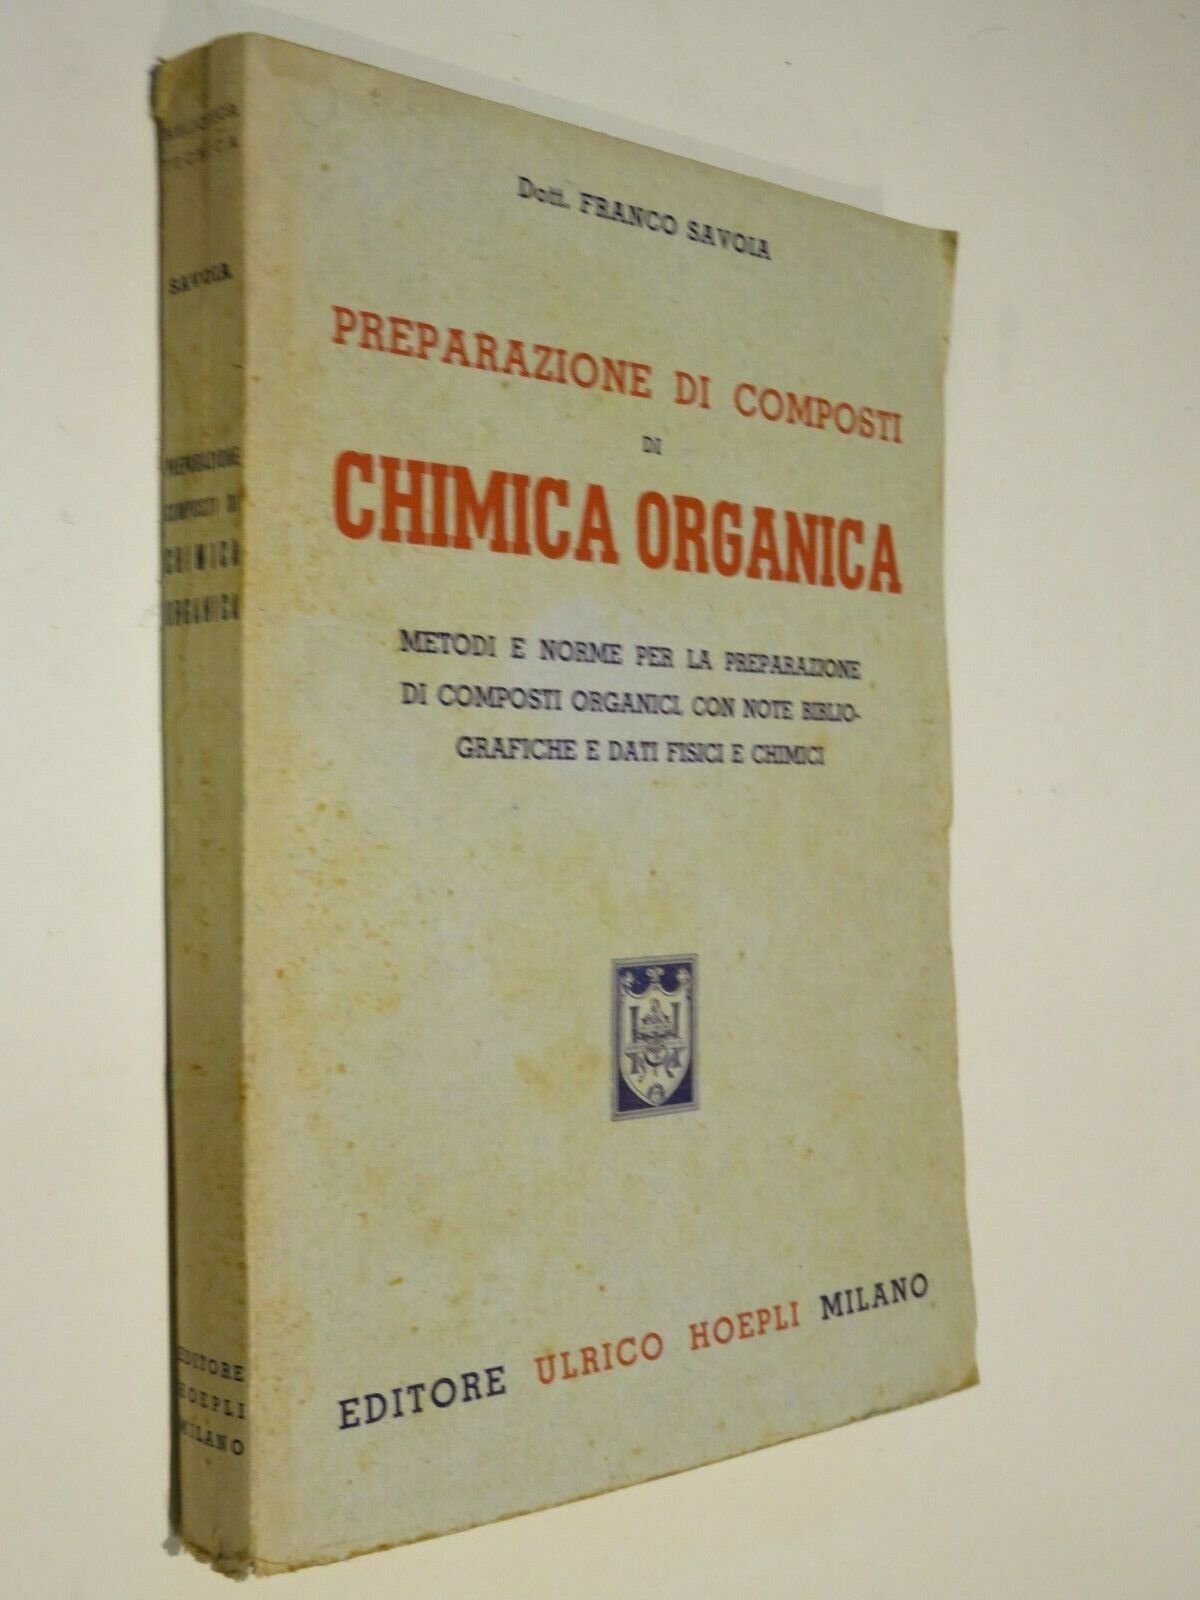 Dott. FRANCO SAVOIA
PREPARAZIONE DI COMPOSTI
DI
CHIMICA ORGANICA
METODI E NORME PER LA PREPARAZIONE
DI COMPOSTI ORGANICI, CON NOTE BIBLIO-
GRAFICHE E DATI FISICI E CHIMICI
EDITORE ULRICO HOEPLI MILANO
TECNICA
SAVOIA
PREPARAZIONE
COMPOSTI DI
CHIMICA
ORGANICA
EDITORE
HOEPLI
MILANO